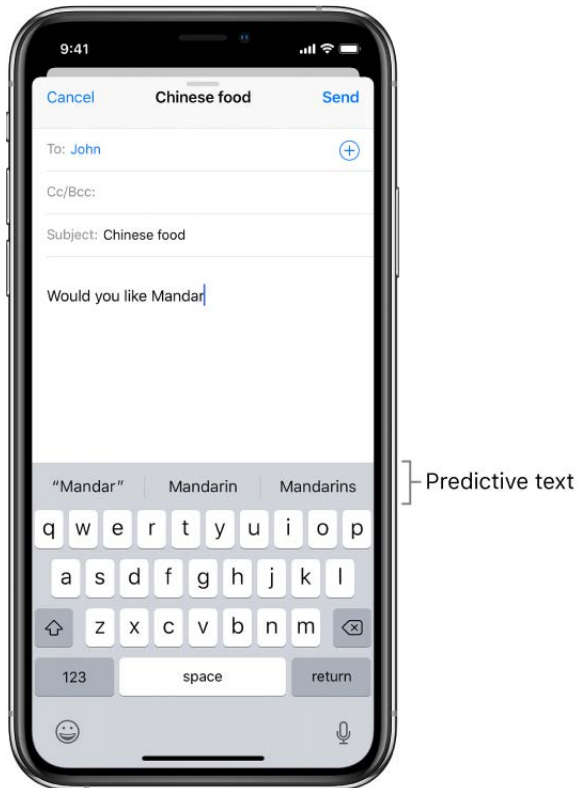 9:41
Cancel Chinese food Send
To: John
Cc/Bcc:
Subject: Chinese food
Would you like Mandar
"Mandar" Mandarin Mandarins
Predictive text
q w e r t y u i o p
a s d f g h j k l
z x c v b n m
123 space return